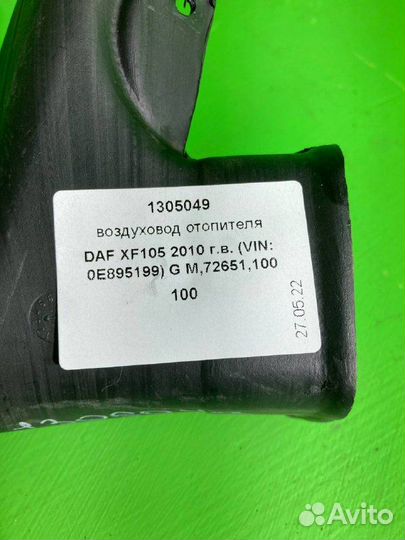 1305049
воздуховод отопителя
DAF XF105 2010 г.в. (VIN:
0E895199) G M,72651,100
100
27.05.22
Avito